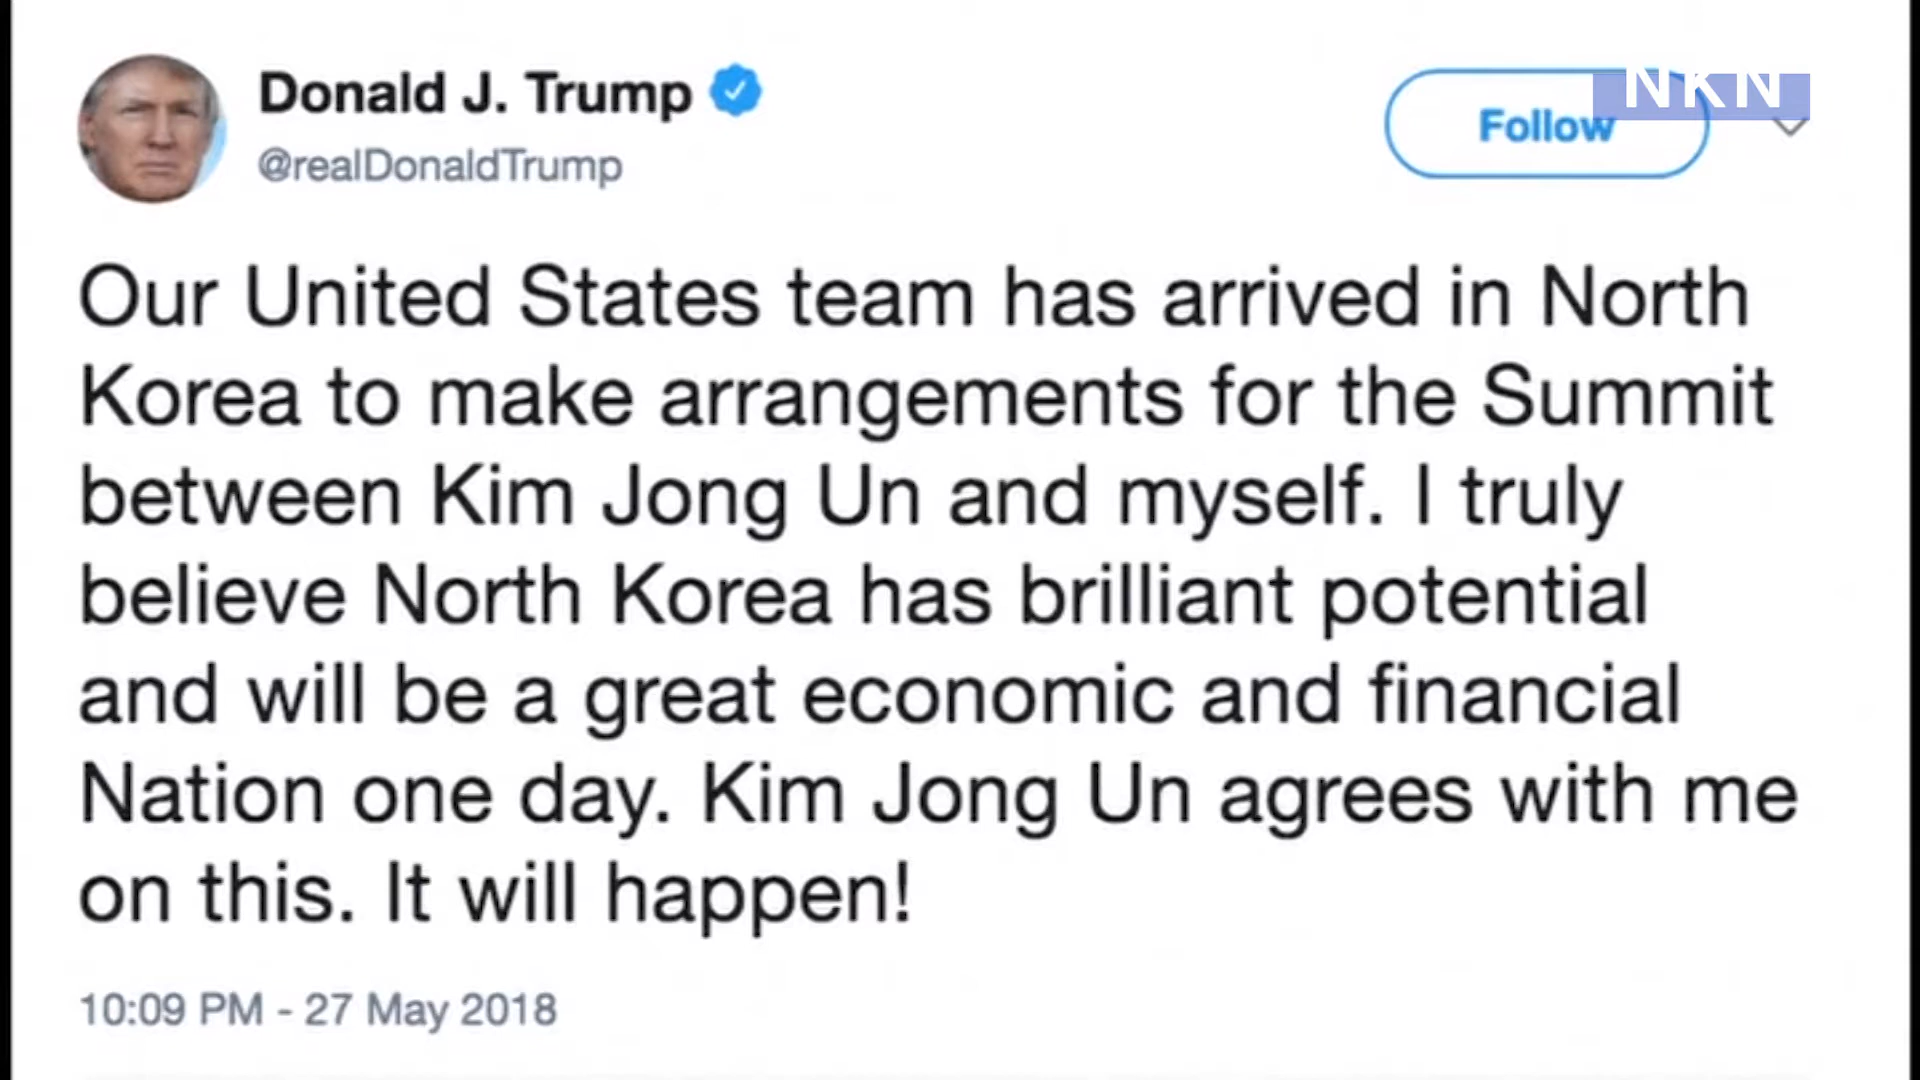 Donald J. Trump
@realDonaldTrump
Follow
NKN
Our United States team has arrived in North
Korea to make arrangements for the Summit
between Kim Jong Un and myself. I truly
believe North Korea has brilliant potential
and will be a great economic and financial
Nation one day. Kim Jong Un agrees with me
on this. It will happen!
10:09 PM - 27 May 2018